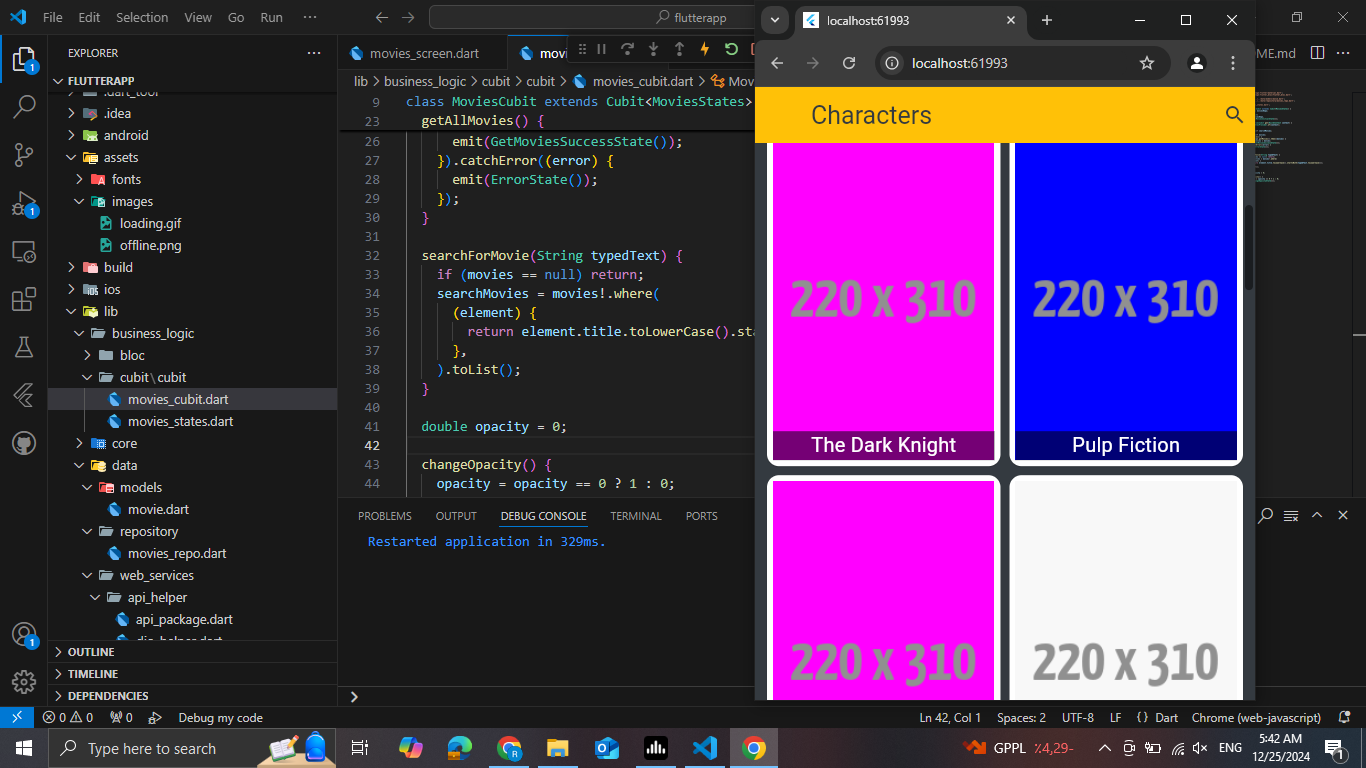 File Edit Selection View Go Run ···
flutterapp
localhost:61993
EXPLORER
movies_screen.dart
localhost:61993
ME.md
FLUTTERAPP
lib > business_logic > cubit > cubit > movies_cubit.dart >
.dart_tool
.idea
android
assets
fonts
images
loading.gif
offline.png
build
ios
lib
business_logic
bloc
cubit\cubit
movies_cubit.dart
movies_states.dart
core
data
models
movie.dart
repository
movies_repo.dart
web_services
api_helper
api_package.dart
dio_helper.dart
OUTLINE
TIMELINE
DEPENDENCIES
9 class MoviesCubit extends Cubit<MoviesStates>
23 getAllMovies() {
26 emit(GetMoviesSuccessState());
27 }).catchError((error) {
28 emit(ErrorState());
29 });
30 }
31
32 searchForMovie(String typedText) {
33 if (movies == null) return;
34 searchMovies = movies!.where(
35 (element) {
36 return element.title.toLowerCase().sta
37 },
38 ).toList();
39 }
40
41 double opacity = 0;
42
43 changeOpacity() {
44 opacity = opacity == 0 ? 1 : 0;
PROBLEMS OUTPUT DEBUG CONSOLE TERMINAL PORTS
Restarted application in 329ms.
Characters
220 x 310
220 x 310
The Dark Knight
Pulp Fiction
220 x 310
220 x 310
0 0 0 Debug my code
Ln 42, Col 1 Spaces: 2 UTF-8 LF {} Dart Chrome (web-javascript)
Type here to search
GPPL ٪4,29-
ENG
5:42 AM
12/25/2024
1